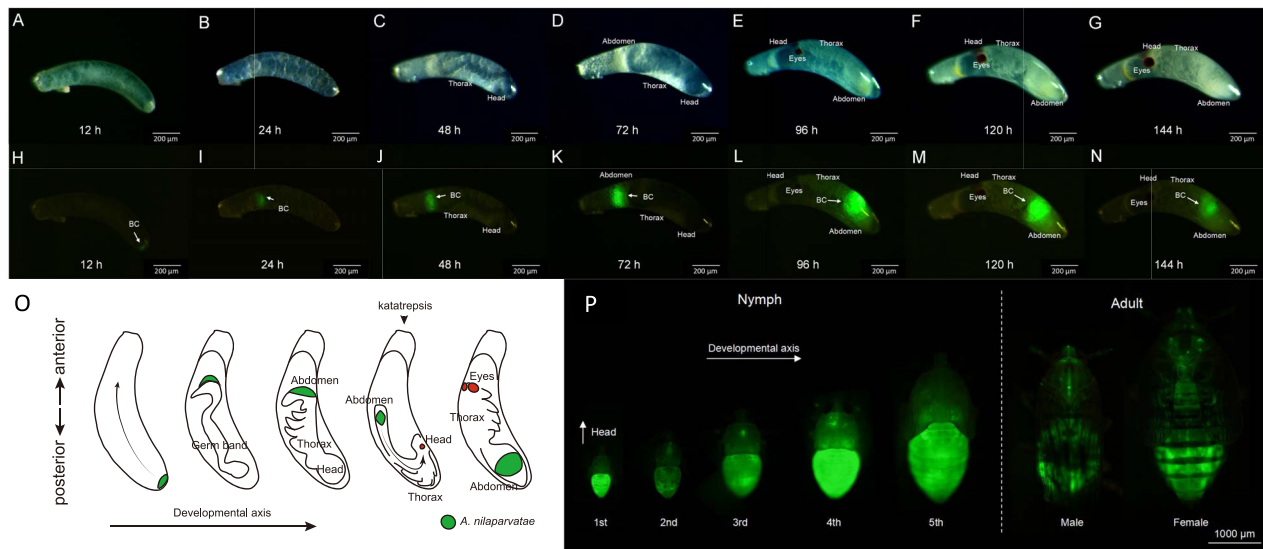 A
12 h
200 μm
B
24 h
200 μm
C
Thorax
Head
48 h
200 μm
D
Abdomen
Thorax
Head
72 h
200 μm
E
Head
Thorax
Eyes
Abdomen
96 h
200 μm
F
Head
Thorax
Eyes
Abdomen
120 h
200 μm
G
Head
Thorax
Eyes
Abdomen
144 h
200 μm
H
BC
12 h
200 μm
I
BC
24 h
200 μm
J
BC
Thorax
Head
48 h
200 μm
K
Abdomen
BC
Thorax
Head
72 h
200 μm
L
Head
Thorax
Eyes
BC
Abdomen
96 h
200 μm
M
Head
Thorax
BC
Eyes
Abdomen
120 h
200 μm
N
Head
Thorax
BC
Eyes
Abdomen
144 h
200 μm
O
katatrepsis
anterior
posterior
Germ band
Abdomen
Thorax
Head
Abdomen
Head
Thorax
Eyes
Thorax
Abdomen
Developmental axis
A. nilaparvatae
P
Nymph
Adult
Developmental axis
Head
1st
2nd
3rd
4th
5th
Male
Female
1000 μm